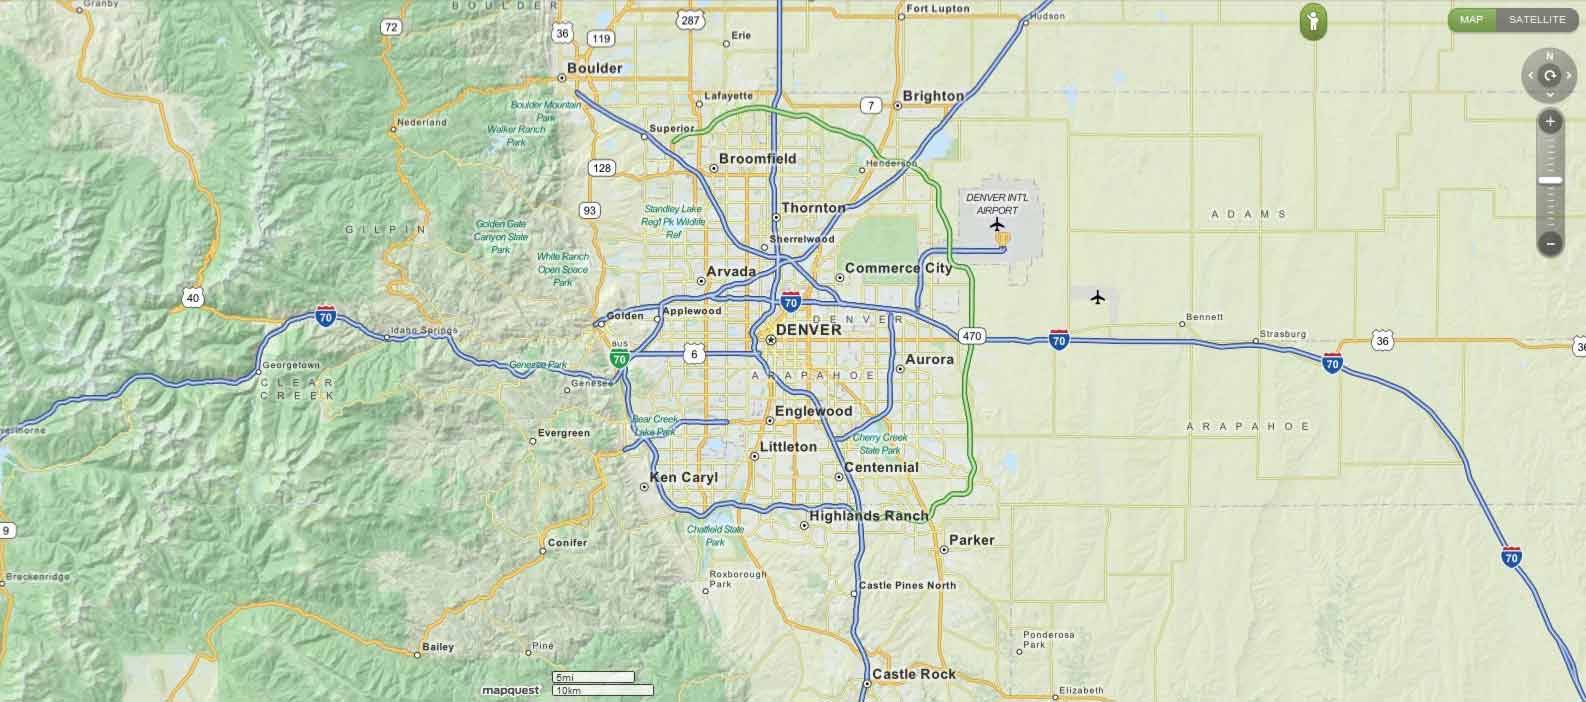 Granby
BOULDER
72
36
119
287
Erie
Fort Lupton
Hudson
MAP
SATELLITE
N
Boulder
Lafayette
7
Brighton
Boulder Mountain
Park
Nederland
Walker Ranch
Park
Superior
128
Broomfield
Henderson
93
Standley Lake
Reg'l Pk Wildlife
Ref
Thornton
DENVER INT'L
AIRPORT
ADAMS
GILPIN
Golden Gate
Canyon State
Park
Sherrelwood
White Ranch
Open Space
Park
Arvada
Commerce City
40
70
Golden
Applewood
70
DENVER
Idaho Springs
DENVER
Bennett
Strasburg
470
70
36
36
BUS
70
6
Georgetown
Genesee Park
Genesee
Aurora
70
CLEAR
CREEK
ARAPAHOE
Englewood
Bear Creek
Lake Park
ARAPAHOE
Evergreen
Littleton
Cherry Creek
State Park
Ken Caryl
Centennial
Highlands Ranch
9
Chatfield State
Park
Conifer
Parker
70
Breckenridge
Roxborough
Park
Castle Pines North
Bailey
Pine
Ponderosa
Park
Castle Rock
mapquest
5mi
10km
Elizabeth